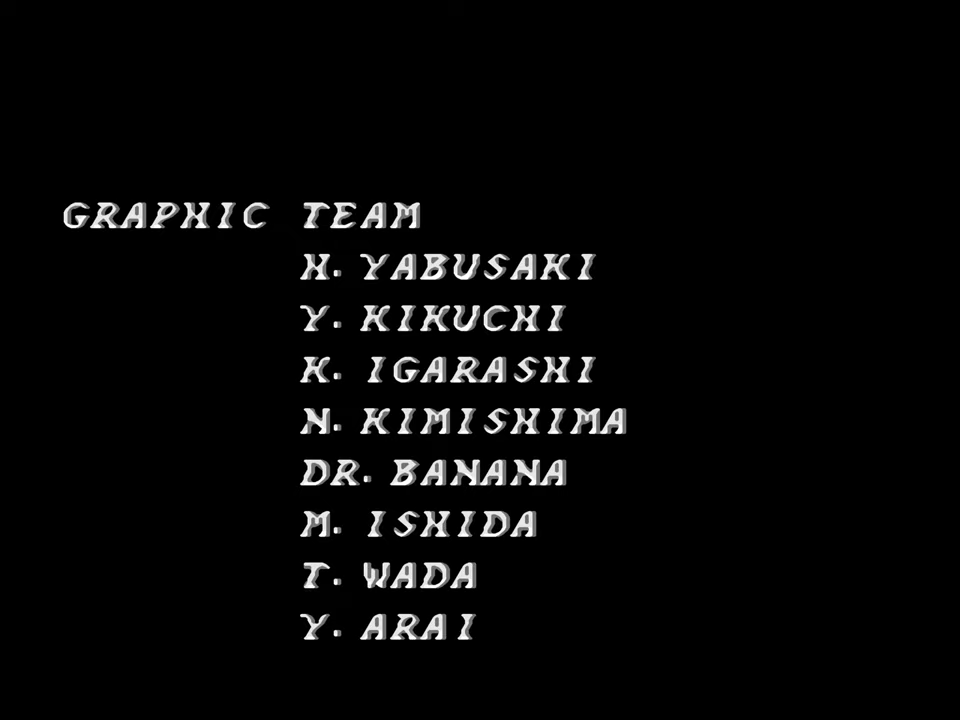 GRAPHIC TEAM
H. YABUSAKI
Y. KIKUCHI
K. IGARASHI
N. KIMISHIMA
DR. BANANA
M. ISHIDA
T. WADA
Y. ARAI